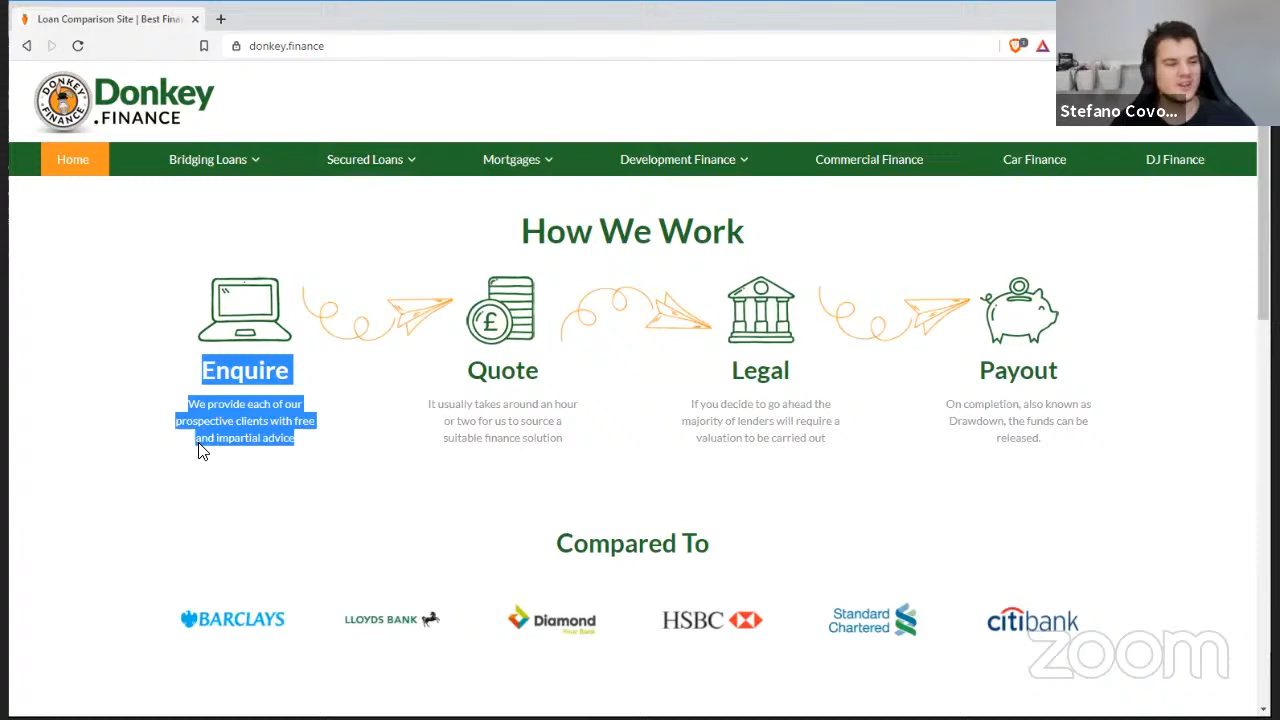 Loan Comparison Site | Best Fina
donkey.finance
1
Stefano Covo...
DONKEY FINANCE
Donkey
.FINANCE
Home Bridging Loans Secured Loans Mortgages Development Finance Commercial Finance Car Finance DJ Finance
How We Work
£
Enquire
We provide each of our
prospective clients with free
and impartial advice
Quote
It usually takes around an hour
or two for us to source a
suitable finance solution
Legal
If you decide to go ahead the
majority of lenders will require a
valuation to be carried out
Payout
On completion, also known as
Drawdown, the funds can be
released.
Compared To
BARCLAYS
LLOYDS BANK
Diamond
Your Bank
HSBC
Standard
Chartered
citibank
zoom